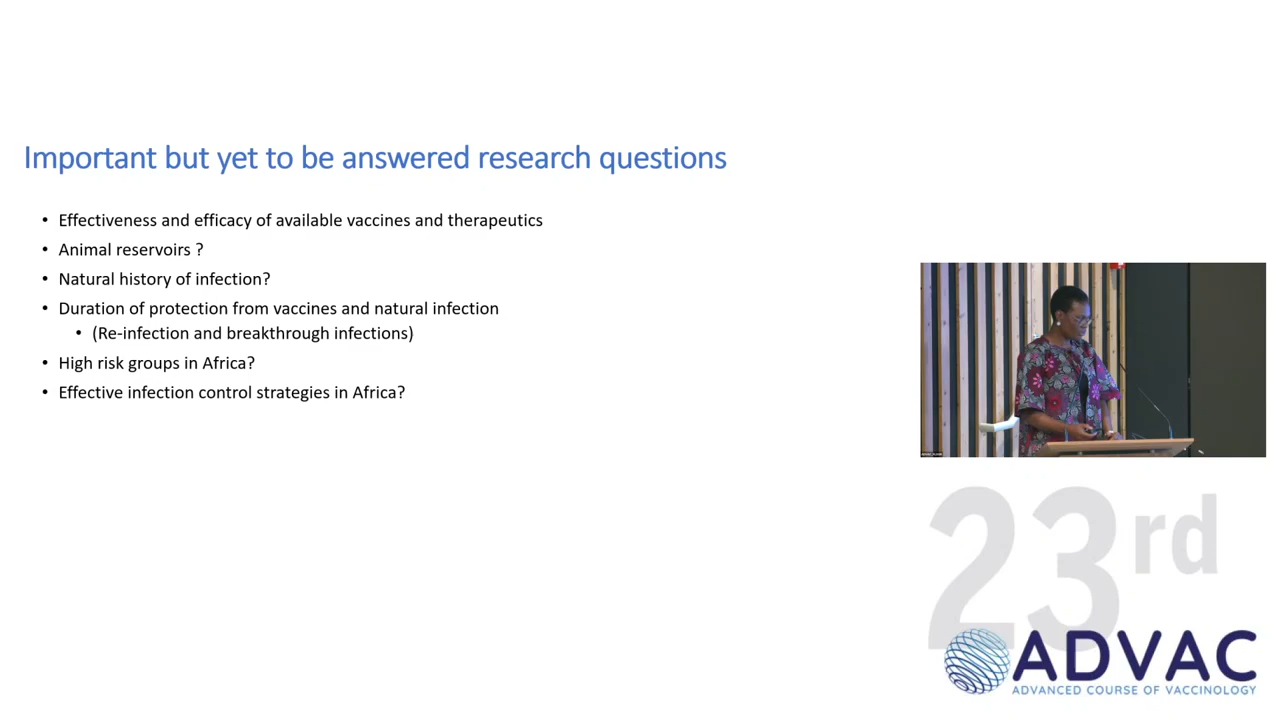 Important but yet to be answered research questions
• Effectiveness and efficacy of available vaccines and therapeutics
• Animal reservoirs ?
• Natural history of infection?
• Duration of protection from vaccines and natural infection
• (Re-infection and breakthrough infections)
• High risk groups in Africa?
• Effective infection control strategies in Africa?
23rd
ADVAC
ADVANCED COURSE OF VACCINOLOGY